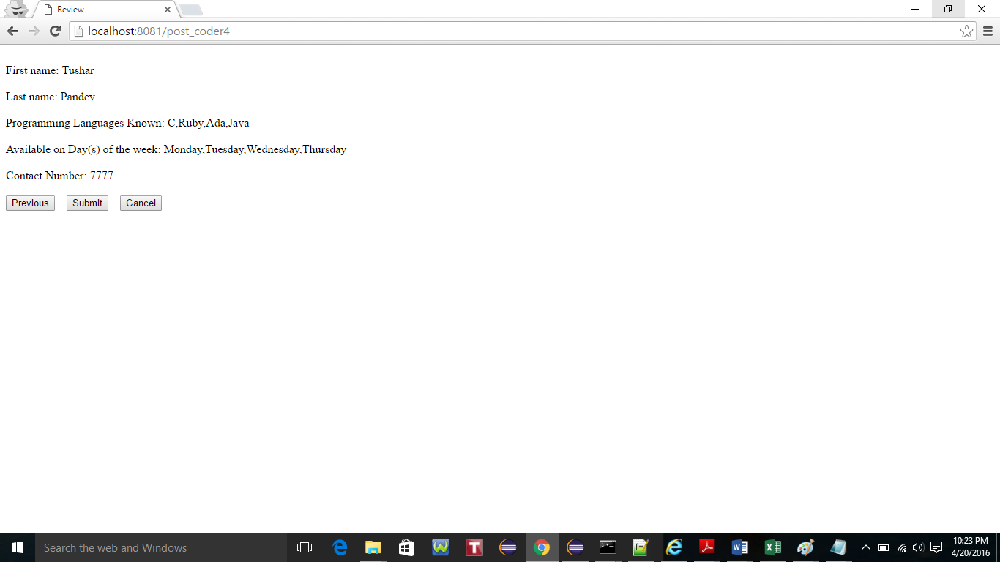 Review
localhost:8081/post_coder4
First name: Tushar
Last name: Pandey
Programming Languages Known: C,Ruby,Ada,Java
Available on Day(s) of the week: Monday,Tuesday,Wednesday,Thursday
Contact Number: 7777
Previous Submit Cancel
Search the web and Windows
10:23 PM
4/20/2016